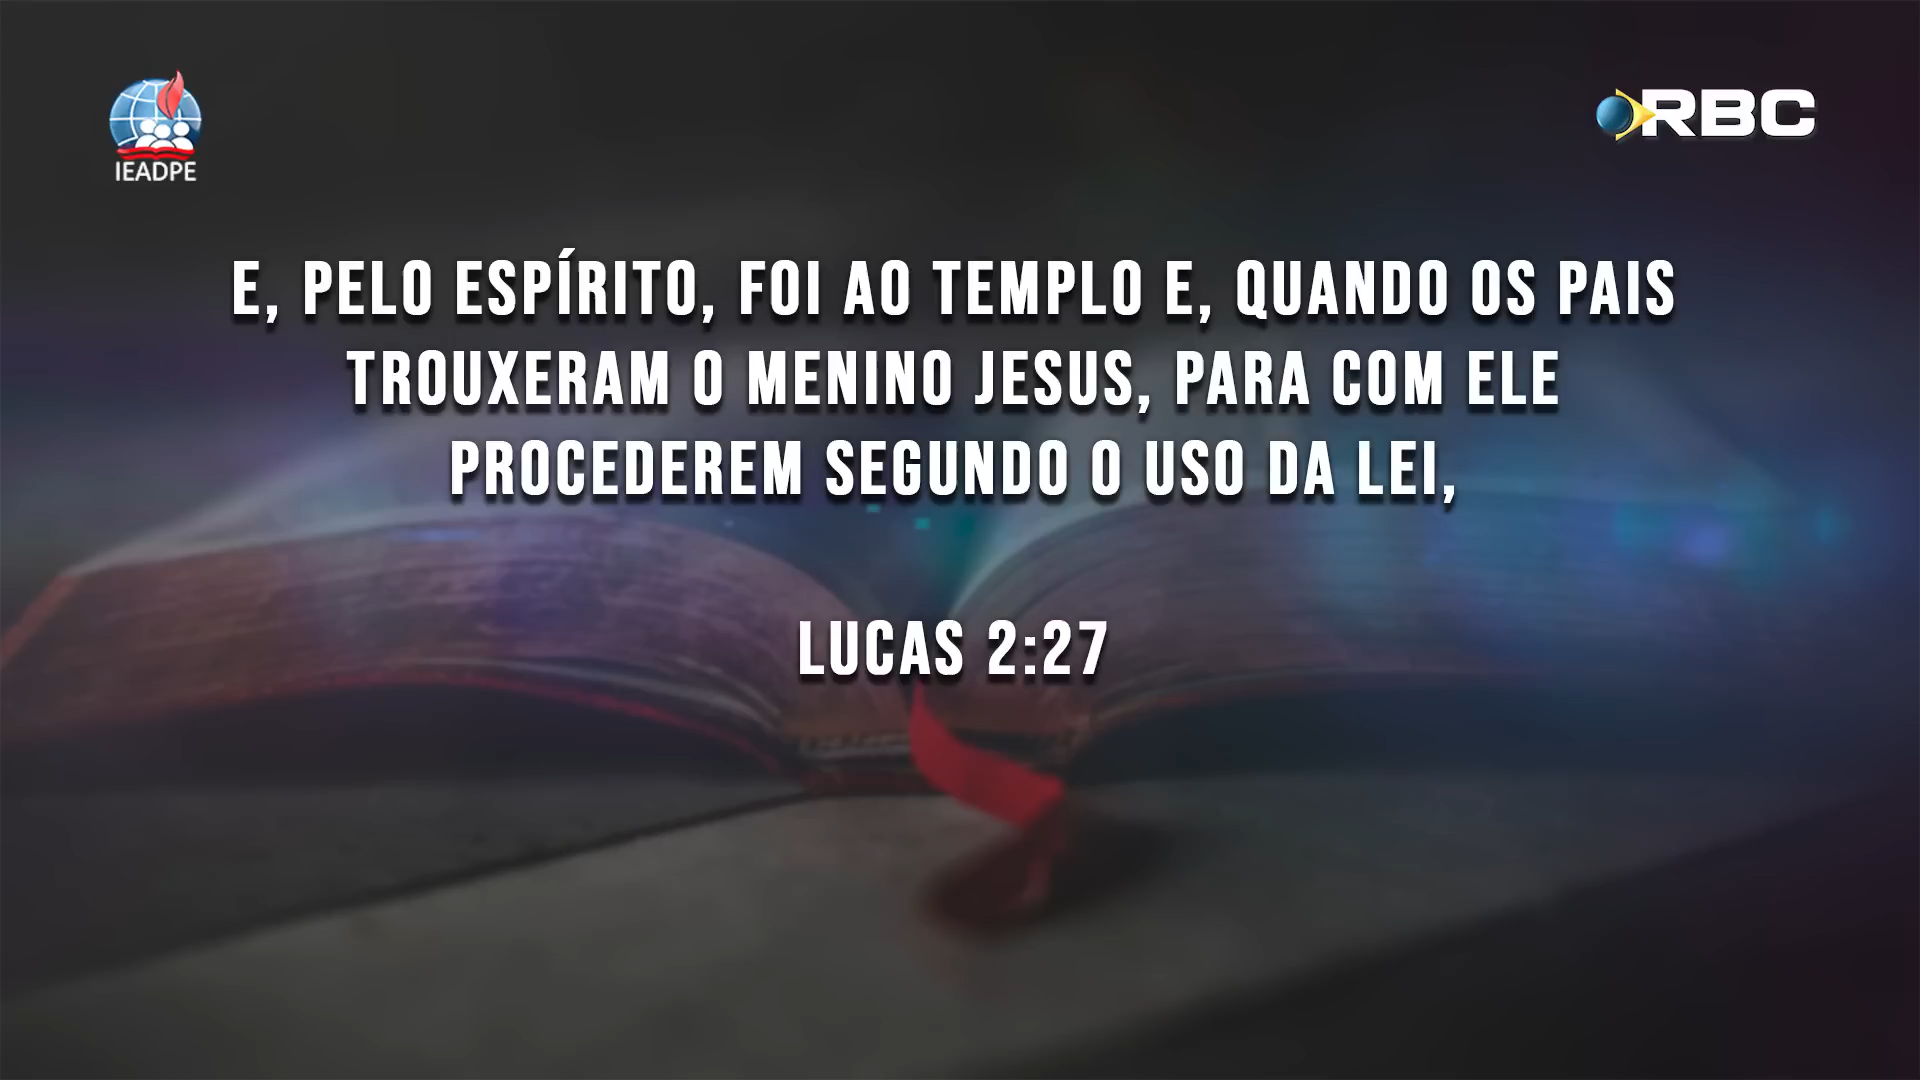 IEADPE
RBC
E, PELO ESPÍRITO, FOI AO TEMPLO E, QUANDO OS PAIS
TROUXERAM O MENINO JESUS, PARA COM ELE
PROCEDEREM SEGUNDO O USO DA LEI,
LUCAS 2:27